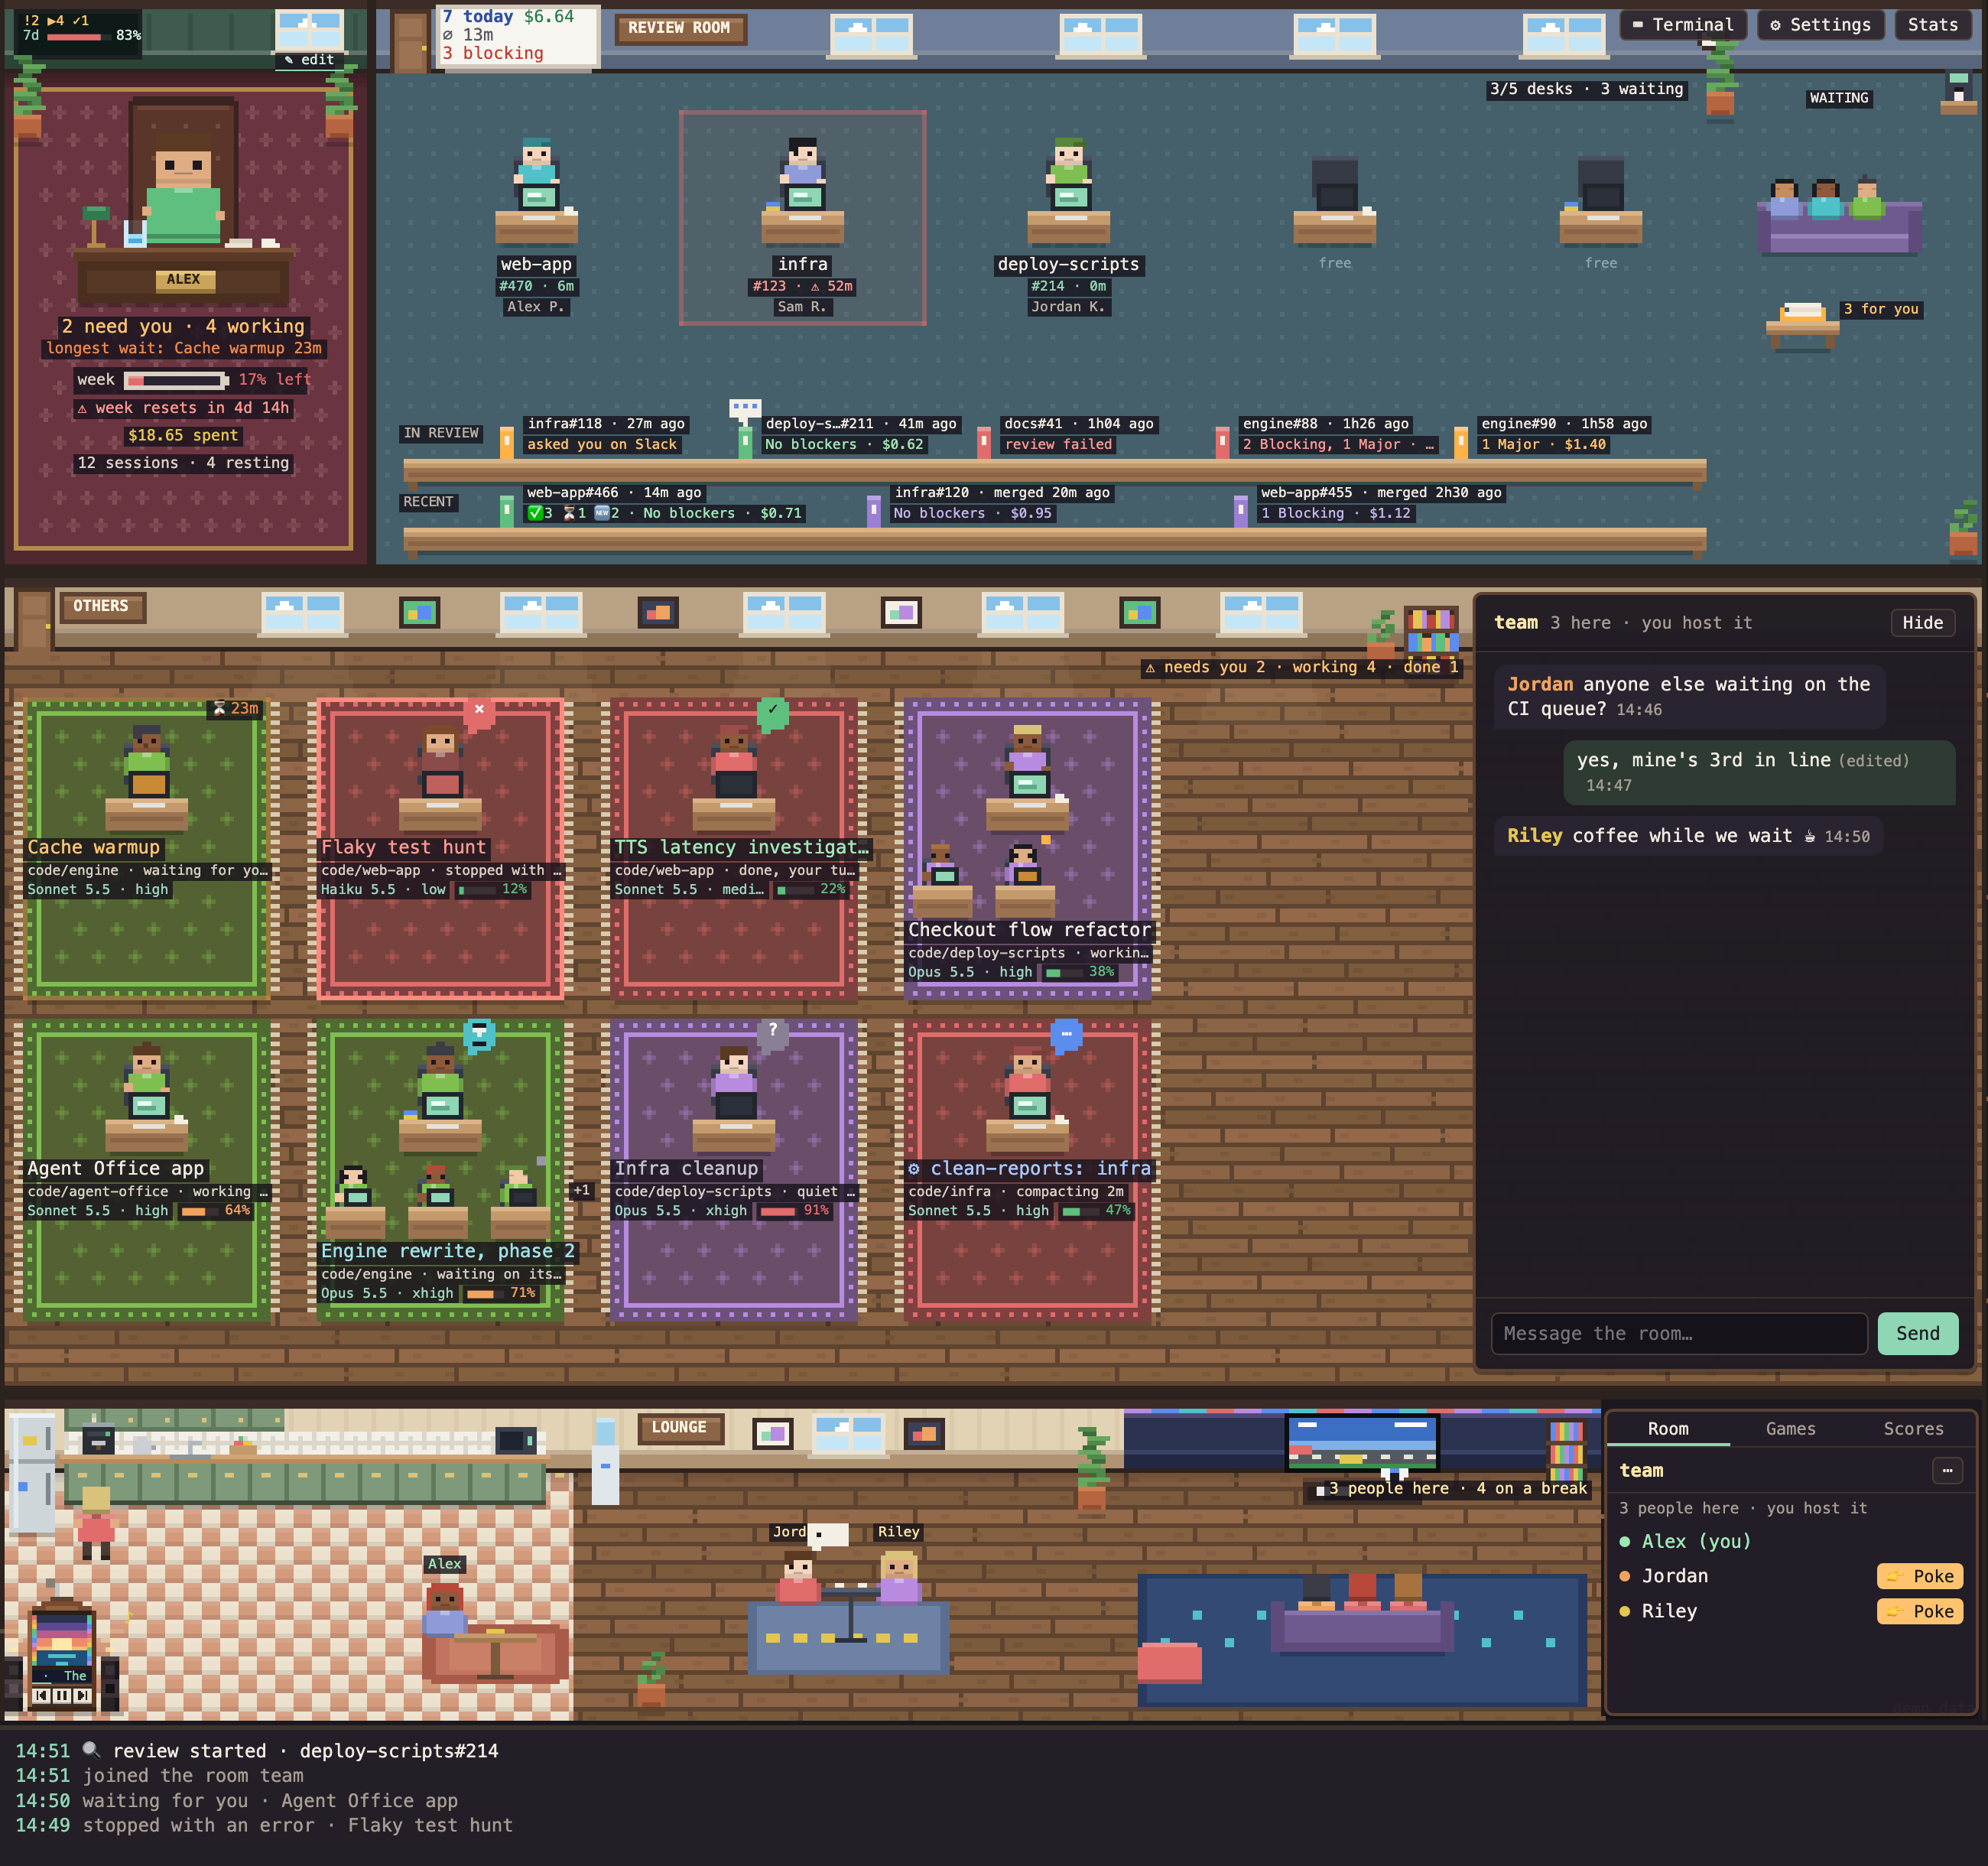 !2 ▶4 ✓1
7d 83%
✎ edit
ALEX
2 need you · 4 working
longest wait: Cache warmup 23m
week 17% left
⚠ week resets in 4d 14h
$18.65 spent
12 sessions · 4 resting
7 today $6.64
∅ 13m
3 blocking
REVIEW ROOM
Terminal
⚙ Settings
Stats
3/5 desks · 3 waiting
WAITING
web-app
#470 · 6m
Alex P.
infra
#123 · ⚠ 52m
Sam R.
deploy-scripts
#214 · 0m
Jordan K.
free
free
3 for you
IN REVIEW
infra#118 · 27m ago
asked you on Slack
deploy-s…#211 · 41m ago
No blockers · $0.62
docs#41 · 1h04 ago
review failed
engine#88 · 1h26 ago
2 Blocking, 1 Major · …
engine#90 · 1h58 ago
1 Major · $1.40
RECENT
web-app#466 · 14m ago
✅3 ⏳1 🆕2 · No blockers · $0.71
infra#120 · merged 20m ago
No blockers · $0.95
web-app#455 · merged 2h30 ago
1 Blocking · $1.12
OTHERS
⚠ needs you 2 · working 4 · done 1
⏳23m
Cache warmup
code/engine · waiting for yo…
Sonnet 5.5 · high
Flaky test hunt
code/web-app · stopped with …
Haiku 5.5 · low 12%
TTS latency investigat…
code/web-app · done, your tu…
Sonnet 5.5 · medi… 22%
Checkout flow refactor
code/deploy-scripts · workin…
Opus 5.5 · high 38%
Agent Office app
code/agent-office · working …
Sonnet 5.5 · high 64%
+1
Engine rewrite, phase 2
code/engine · waiting on its…
Opus 5.5 · xhigh 71%
?
Infra cleanup
code/deploy-scripts · quiet …
Opus 5.5 · xhigh 91%
⚙ clean-reports: infra
code/infra · compacting 2m
Sonnet 5.5 · high 47%
team 3 here · you host it
Hide
Jordan anyone else waiting on the
CI queue? 14:46
yes, mine's 3rd in line (edited)
14:47
Riley coffee while we wait ☕ 14:50
Message the room…
Send
LOUNGE
3 people here · 4 on a break
Alex
Jord
Riley
· The
Room
Games
Scores
team
…
3 people here · you host it
Alex (you)
Jordan
👉 Poke
Riley
👉 Poke
14:51 🔍 review started · deploy-scripts#214
14:51 joined the room team
14:50 waiting for you · Agent Office app
14:49 stopped with an error · Flaky test hunt